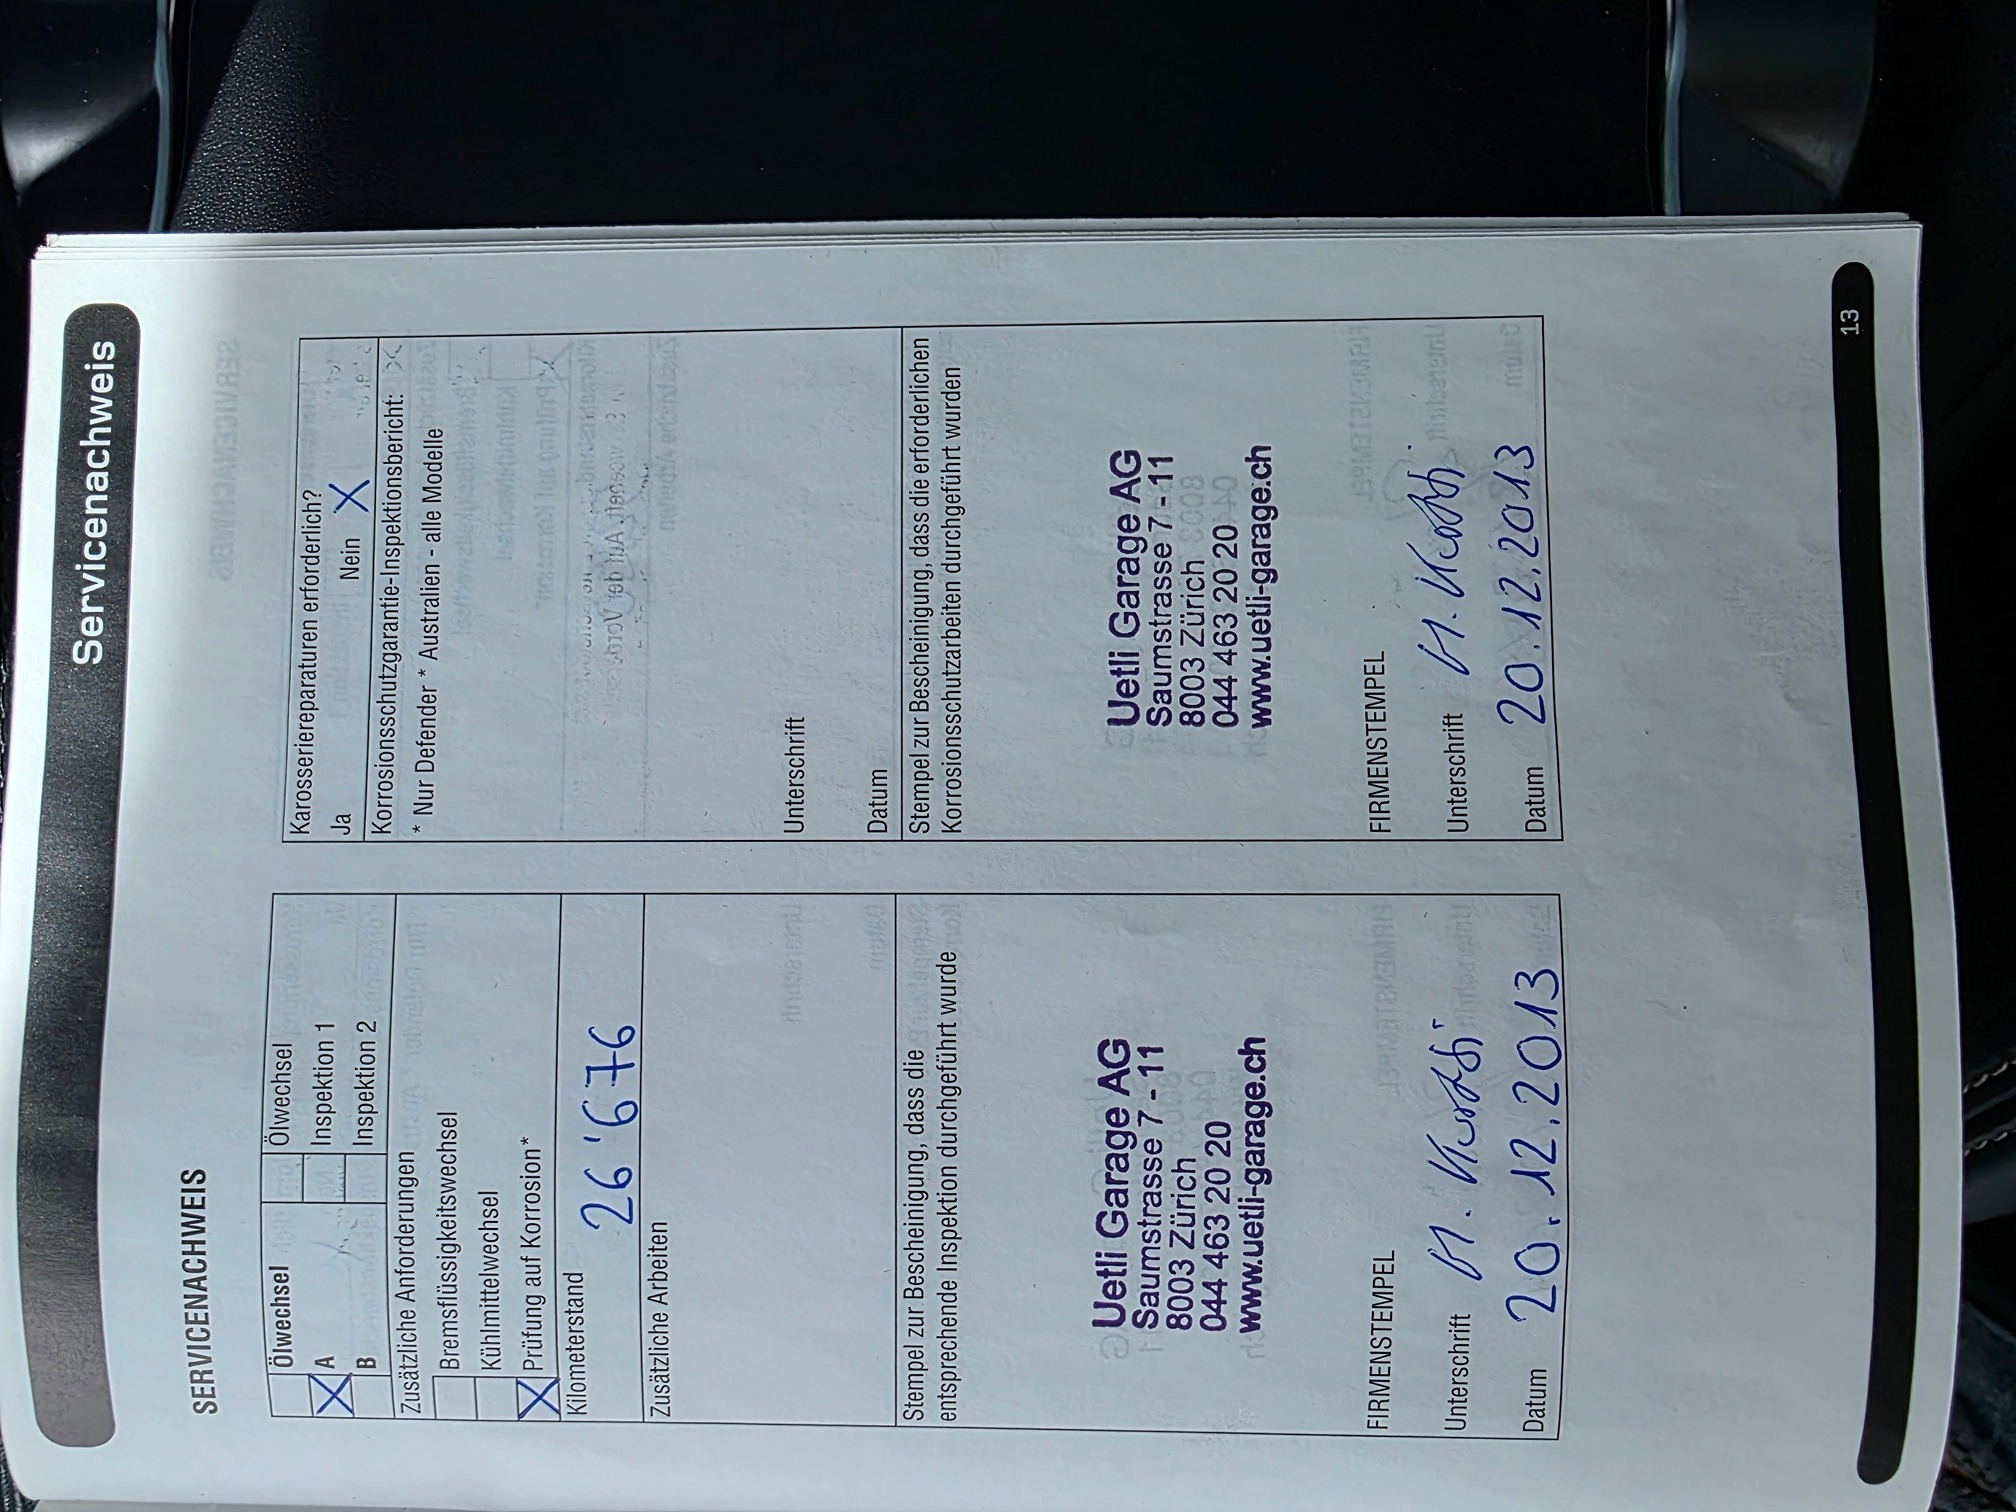 Servicenachweis
SERVICENACHWEIS
Ölwechsel Ölwechsel
X A Inspektion 1
B Inspektion 2
Zusätzliche Anforderungen
Bremsflüssigkeitswechsel
Kühlmittelwechsel
X Prüfung auf Korrosion*
Kilometerstand
26'676
Zusätzliche Arbeiten
Stempel zur Bescheinigung, dass die
entsprechende Inspektion durchgeführt wurde
Uetli Garage AG
Saumstrasse 7 - 11
8003 Zürich
044 463 20 20
www.uetli-garage.ch
FIRMENSTEMPEL
Unterschrift
Datum 20.12.2013
Karosseriereparaturen erforderlich?
Ja Nein X
Korrosionsschutzgarantie-Inspektionsbericht:
* Nur Defender * Australien - alle Modelle
Unterschrift
Datum
Stempel zur Bescheinigung, dass die erforderlichen
Korrosionsschutzarbeiten durchgeführt wurden
Uetli Garage AG
Saumstrasse 7 - 11
8003 Zürich
044 463 20 20
www.uetli-garage.ch
FIRMENSTEMPEL
Unterschrift
Datum 20.12.2013
13